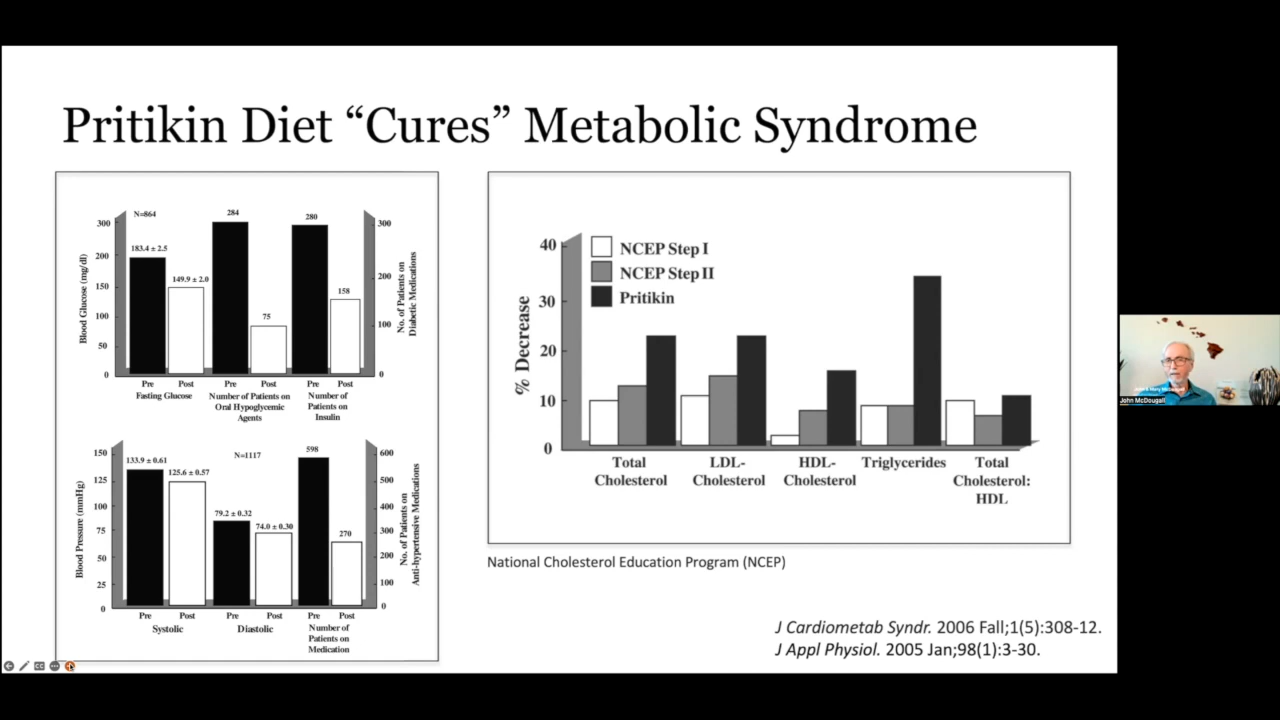 Pritikin Diet “Cures” Metabolic Syndrome
N=864
300
200
150
100
50
0
Blood Glucose (mg/dl)
183.4 ± 2.5
149.9 ± 2.0
284
75
280
158
300
200
100
0
No. of Patients on
Diabetic Medications
Pre
Post
Pre
Post
Pre
Post
Fasting Glucose
Number of Patients on
Oral Hypoglycemic
Agents
Number of
Patients on
Insulin
N=1117
150
125
100
75
50
25
0
Blood Pressure (mmHg)
133.9 ± 0.61
125.6 ± 0.57
79.2 ± 0.32
74.0 ± 0.30
598
270
600
500
400
300
200
100
0
No. of Patients on
Anti-hypertensive Medications
Pre
Post
Pre
Post
Pre
Post
Systolic
Diastolic
Number of
Patients on
Medication
40
30
20
10
0
% Decrease
NCEP Step I
NCEP Step II
Pritikin
Total
Cholesterol
LDL-
Cholesterol
HDL-
Cholesterol
Triglycerides
Total
Cholesterol:
HDL
National Cholesterol Education Program (NCEP)
J Cardiometab Syndr. 2006 Fall;1(5):308-12.
J Appl Physiol. 2005 Jan;98(1):3-30.
CC
John McDougall